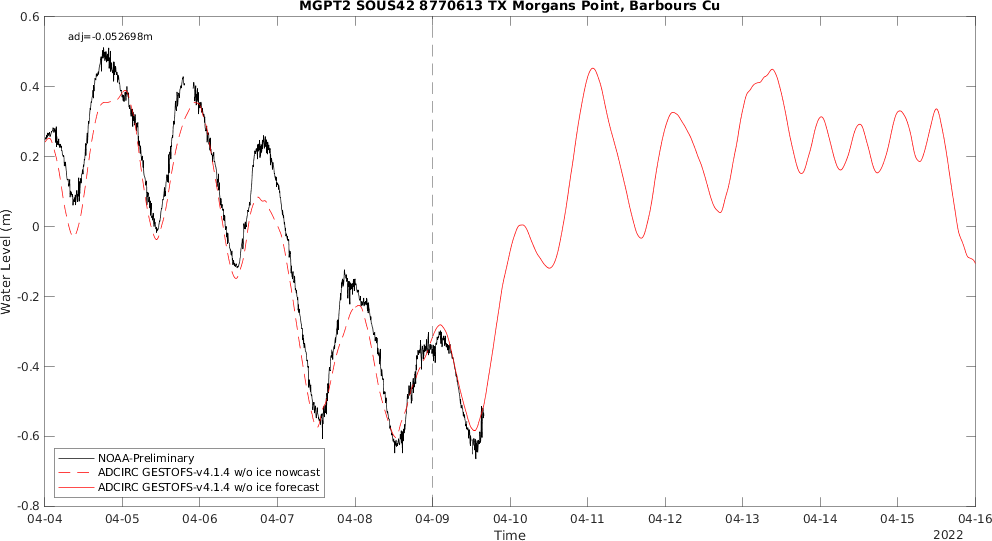 MGPT2 SOUS42 8770613 TX Morgans Point, Barbours Cu
adj=-0.052698m
0.6
0.4
0.2
0
-0.2
-0.4
-0.6
-0.8
Water Level (m)
NOAA-Preliminary
ADCIRC GESTOFS-v4.1.4 w/o ice nowcast
ADCIRC GESTOFS-v4.1.4 w/o ice forecast
04-04 04-05 04-06 04-07 04-08 04-09 04-10 04-11 04-12 04-13 04-14 04-15 04-16
Time
2022